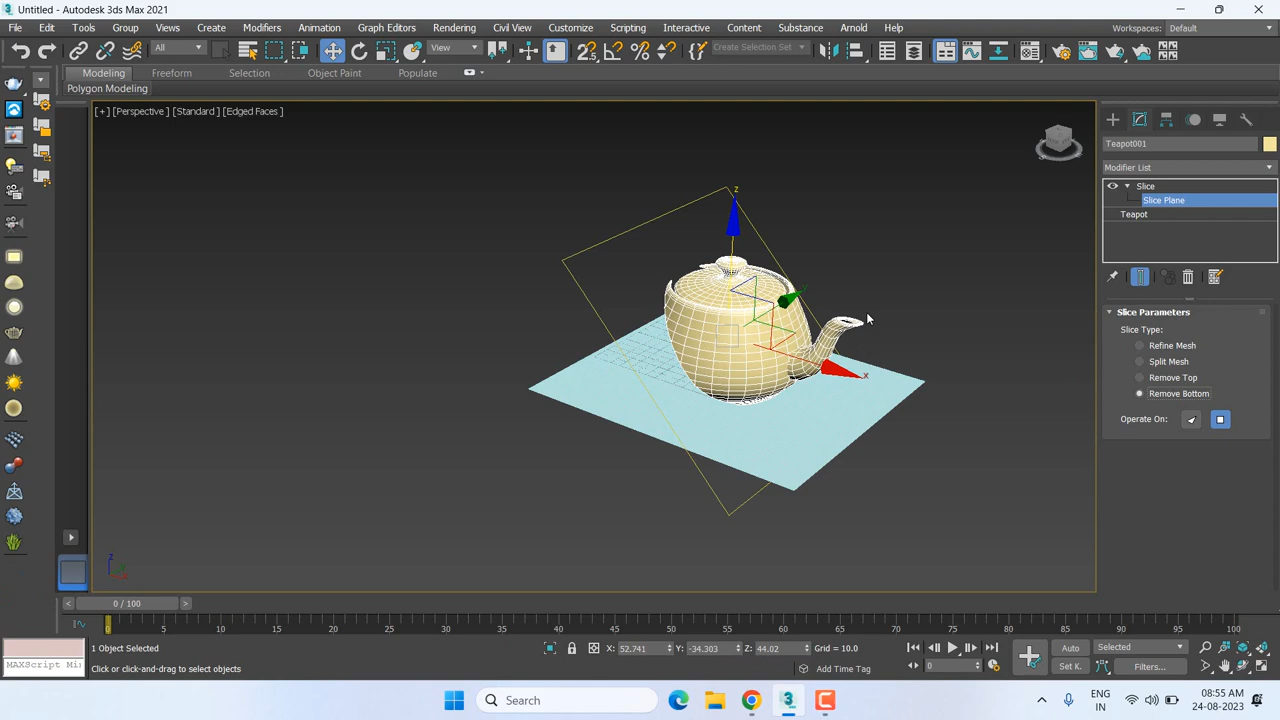 Untitled - Autodesk 3ds Max 2021
File Edit Tools Group Views Create Modifiers Animation Graph Editors Rendering Civil View Customize Scripting Interactive Content Substance Arnold Help
Workspaces: Default
All
View
Create Selection Set
Modeling Freeform Selection Object Paint Populate
Polygon Modeling
[+] [Perspective ] [Standard ] [Edged Faces ]
Teapot001
Modifier List
Slice
Slice Plane
Teapot
Slice Parameters
Slice Type:
Refine Mesh
Split Mesh
Remove Top
Remove Bottom
Operate On:
z
x
z
0 / 100
0 5 10 15 20 25 30 35 40 45 50 55 60 65 70 75 80 85 90 95 100
1 Object Selected
X: 52.741 Y: -34.303 Z: 44.02 Grid = 10.0
Auto Selected
MAXScript Mi
Click or click-and-drag to select objects
Add Time Tag
0
Set K. Filters...
Search
ENG
IN
08:55 AM
24-08-2023